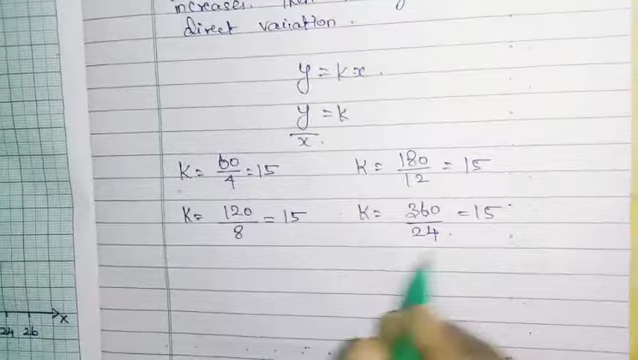 increases. Then
direct variation.
y = kx.
y/x = k
K = 60/4 = 15 K = 180/12 = 15
K = 120/8 = 15 K = 360/24 = 15
24 26 x